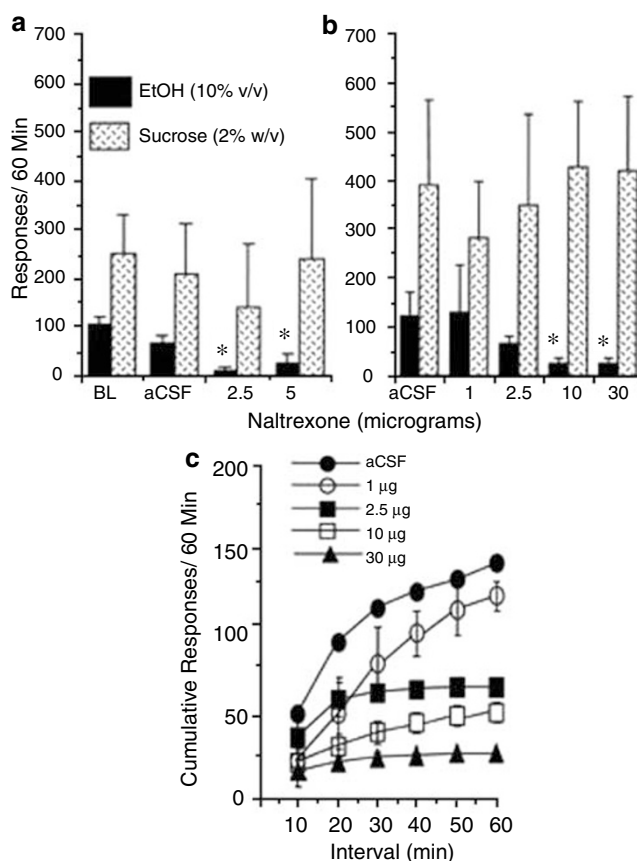 a
b
700
600
500
400
300
200
100
0
Responses/ 60 Min
EtOH (10% v/v)
Sucrose (2% w/v)
*
*
BL aCSF 2.5 5
700
600
500
400
300
200
100
0
*
*
aCSF 1 2.5 10 30
Naltrexone (micrograms)
c
200
150
100
50
0
Cumulative Responses/ 60 Min
aCSF
1 µg
2.5 µg
10 µg
30 µg
10 20 30 40 50 60
Interval (min)